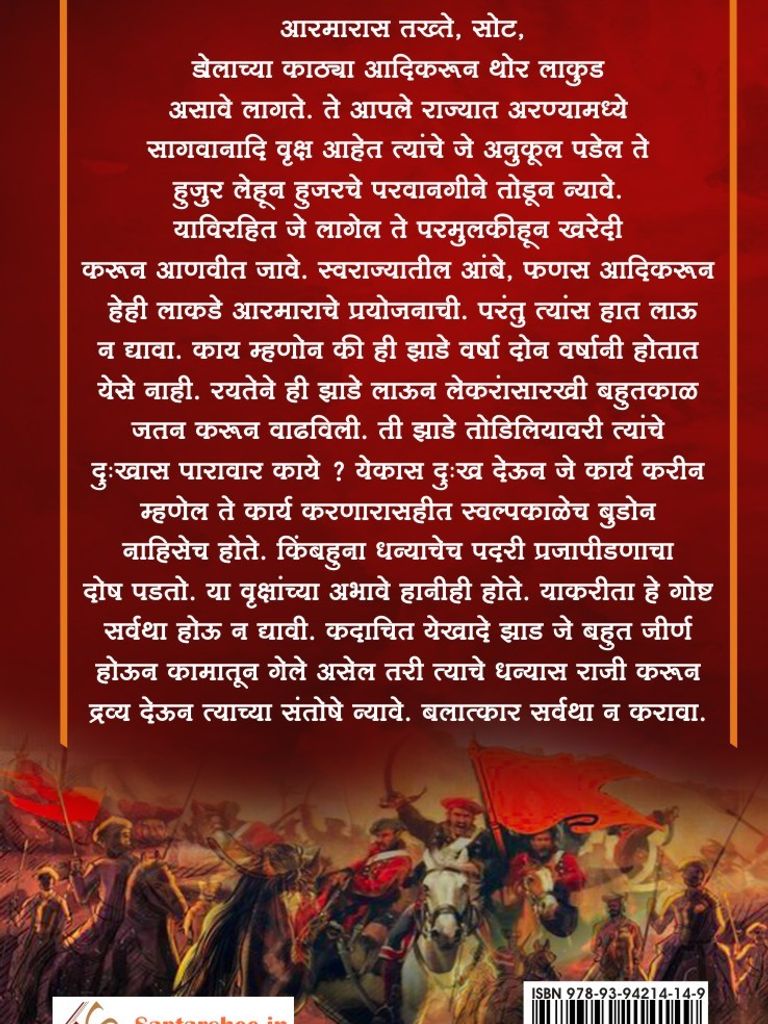 आरमारास तख्ते, सोट,
डोलाच्या काठ्या आदिकरून थोर लाकुड
असावे लागते. ते आपले राज्यात अरण्यामध्ये
सागवानादि वृक्ष आहेत त्यांचे जे अनुकूल पडेल ते
हुजुर लेहून हुजरचे परवानगीने तोडून न्यावे.
याविरहित जे लागेल ते परमुलकीहून खरेदी
करून आणवीत जावे. स्वराज्यातील आंबे, फणस आदिकरून
हेही लाकडे आरमाराचे प्रयोजनाची. परंतु त्यांस हात लाऊ
न द्यावा. काय म्हणोन की ही झाडे वर्षा दोन वर्षानी होतात
येसे नाही. रयतेने ही झाडे लाऊन लेकरांसारखी बहुतकाळ
जतन करून वाढविली. ती झाडे तोडिलियावरी त्यांचे
दुःखास पारावार काये ? येकास दुःख देऊन जे कार्य करीन
म्हणेल ते कार्य करणारासहीत स्वल्पकाळेच बुडोन
नाहिसेच होते. किंबहुना धन्याचेच पदरी प्रजापीडणाचा
दोष पडतो. या वृक्षांच्या अभावे हानीही होते. याकरीता हे गोष्ट
सर्वथा होऊ न द्यावी. कदाचित येखादे झाड जे बहुत जीर्ण
होऊन कामातून गेले असेल तरी त्याचे धन्यास राजी करून
द्रव्य देऊन त्याच्या संतोषे न्यावे. बलात्कार सर्वथा न करावा.
ISBN 978-93-94214-14-9